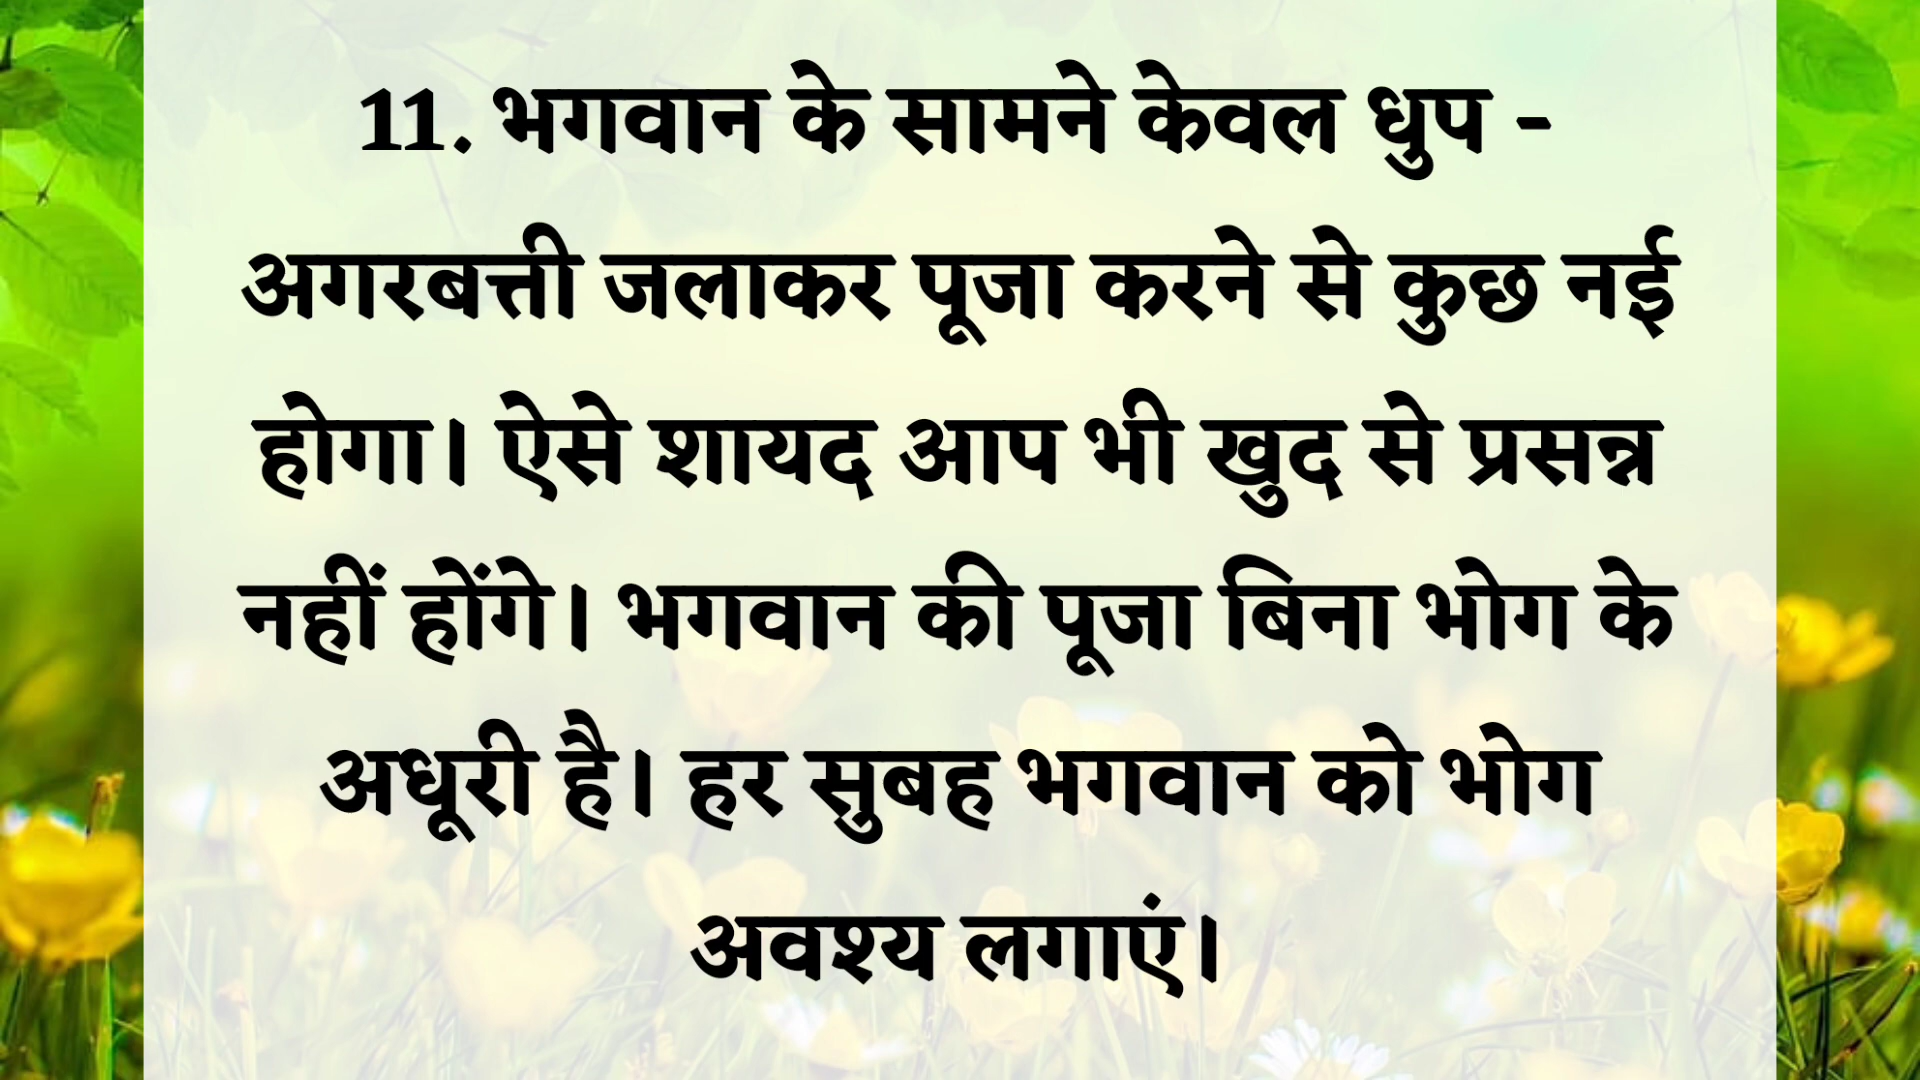 11. भगवान के सामने केवल धुप -
अगरबत्ती जलाकर पूजा करने से कुछ नई
होगा। ऐसे शायद आप भी खुद से प्रसन्न
नहीं होंगे। भगवान की पूजा बिना भोग के
अधूरी है। हर सुबह भगवान को भोग
अवश्य लगाएं।